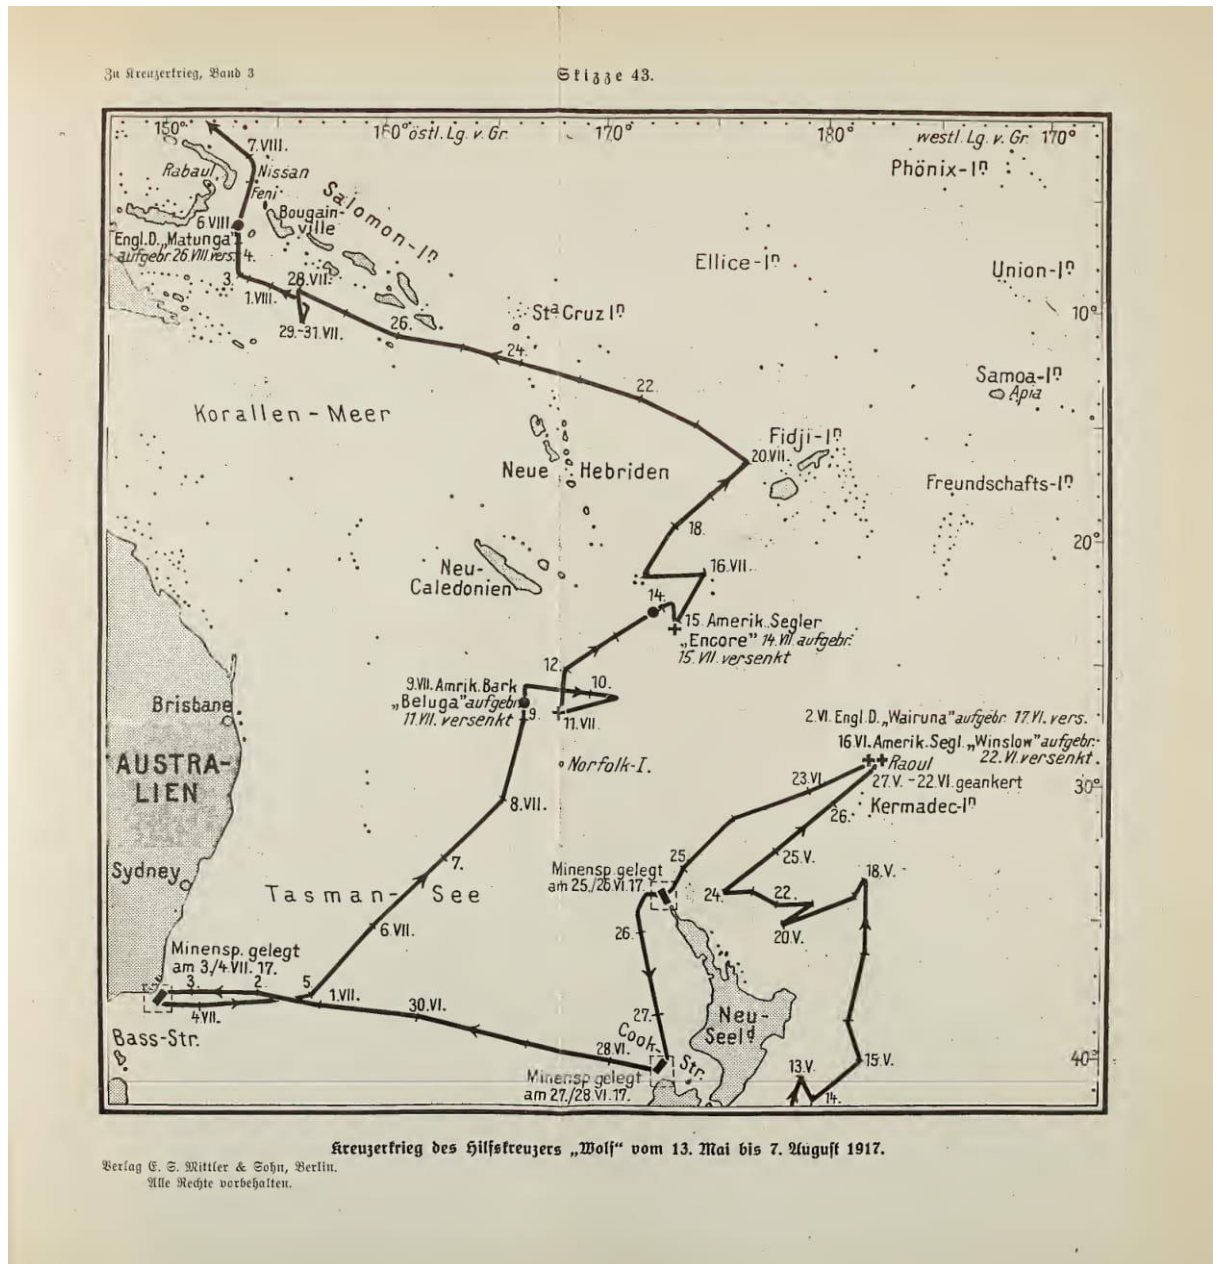 Zu Kreuzerkrieg, Band 3
Skizze 43.
150°
160° östl. Lg. v. Gr.
170°
180°
westl. Lg. v. Gr. 170°
7. VIII.
Rabaul
Nissan
Feni
Salomon-Iⁿ
Bougain-
ville
Phönix-Iⁿ
6. VIII.
Engl. D. „Matunga"
aufgebr. 26. VIII. vers.
4.
3.
1. VIII.
28. VII.
29.-31. VII.
26.
Ellice-Iⁿ
Union-Iⁿ
Stª Cruz Iⁿ
10°
24.
22.
Samoa-Iⁿ
Apia
Korallen-Meer
Fidji-Iⁿ
20. VII.
Neue Hebriden
Freundschafts-Iⁿ
18.
20°
Neu-
Caledonien
16. VII.
14.
15. Amerik. Segler
„Encore" 14. VII. aufgebr.
15. VII. versenkt
12.
9. VII. Amrik. Bark
„Beluga" aufgebr.
11. VII. versenkt
10.
9.
11. VII.
Brisbane
2. VI. Engl. D. „Wairuna" aufgebr. 17. VI. vers.
16. VI. Amerik. Segl. „Winslow" aufgebr.
22. VI. versenkt.
Raoul
27. V. - 22. VI. geankert
Kermadec-Iⁿ
AUSTRA-
LIEN
Norfolk-I.
23. VI.
30°
26.
8. VII.
25. V.
7.
Sydney
Minensp. gelegt
am 25./26. VI. 17.
25.
24.
22.
18. V.
20. V.
Tasman-See
6. VII.
26.
Minensp. gelegt
am 3./4. VII. 17.
3.
2.
5.
1. VII.
4. VII.
30. VI.
27.
Neu-
Seelᵈ
Bass-Str.
28. VI.
Cook-
Str.
Minensp. gelegt
am 27./28. VI. 17.
13. V.
14.
15. V.
40°
Kreuzerkrieg des Hilfskreuzers „Wolf" vom 13. Mai bis 7. August 1917.
Verlag E. S. Mittler & Sohn, Berlin.
Alle Rechte vorbehalten.